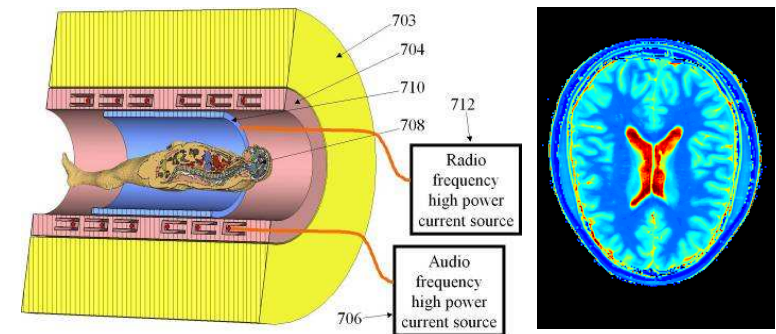 703
704
710
708
712
Radio
frequency
high power
current source
Audio
frequency
high power
current source
706